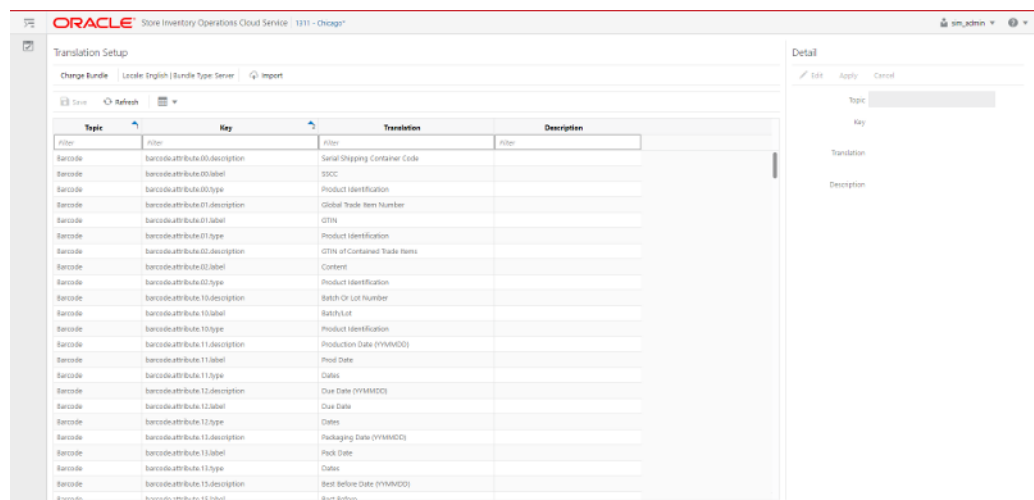 ORACLE® Store Inventory Operations Cloud Service | 1311 - Chicago* sim_admin
Translation Setup
Change Bundle Locale: English | Bundle Type: Server Import
Save Refresh
Topic Key Translation Description
Filter Filter Filter Filter
Barcode barcode.attribute.00.description Serial Shipping Container Code
Barcode barcode.attribute.00.label SSCC
Barcode barcode.attribute.00.type Product Identification
Barcode barcode.attribute.01.description Global Trade Item Number
Barcode barcode.attribute.01.label GTIN
Barcode barcode.attribute.01.type Product Identification
Barcode barcode.attribute.02.description GTIN of Contained Trade Items
Barcode barcode.attribute.02.label Content
Barcode barcode.attribute.02.type Product Identification
Barcode barcode.attribute.10.description Batch Or Lot Number
Barcode barcode.attribute.10.label Batch/Lot
Barcode barcode.attribute.10.type Product Identification
Barcode barcode.attribute.11.description Production Date (YYMMDD)
Barcode barcode.attribute.11.label Prod Date
Barcode barcode.attribute.11.type Dates
Barcode barcode.attribute.12.description Due Date (YYMMDD)
Barcode barcode.attribute.12.label Due Date
Barcode barcode.attribute.12.type Dates
Barcode barcode.attribute.13.description Packaging Date (YYMMDD)
Barcode barcode.attribute.13.label Pack Date
Barcode barcode.attribute.13.type Dates
Barcode barcode.attribute.15.description Best Before Date (YYMMDD)
Barcode barcode.attribute.15.label Best Before
Detail
Edit Apply Cancel
Topic
Key
Translation
Description